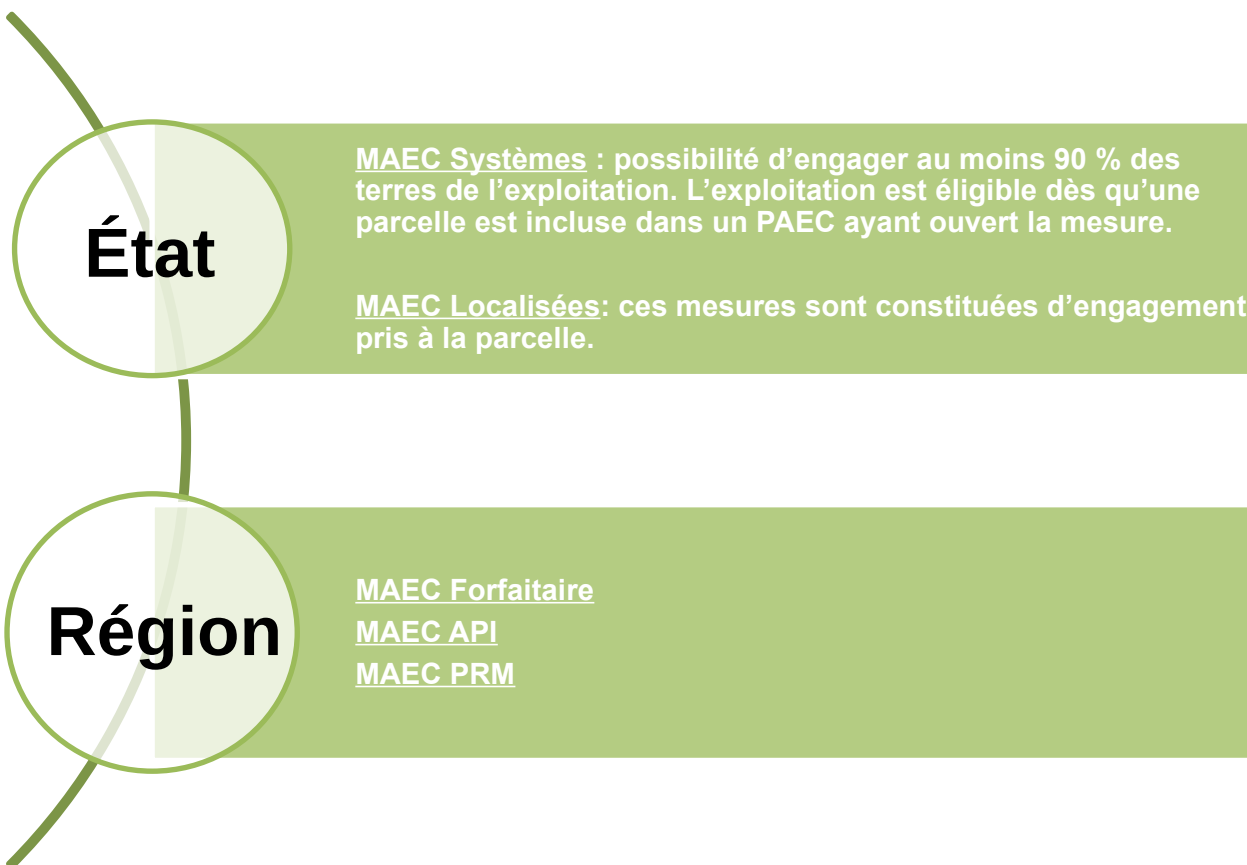 État
MAEC Systèmes : possibilité d’engager au moins 90 % des
terres de l’exploitation. L’exploitation est éligible dès qu’une
parcelle est incluse dans un PAEC ayant ouvert la mesure.
MAEC Localisées: ces mesures sont constituées d’engagement
pris à la parcelle.
Région
MAEC Forfaitaire
MAEC API
MAEC PRM